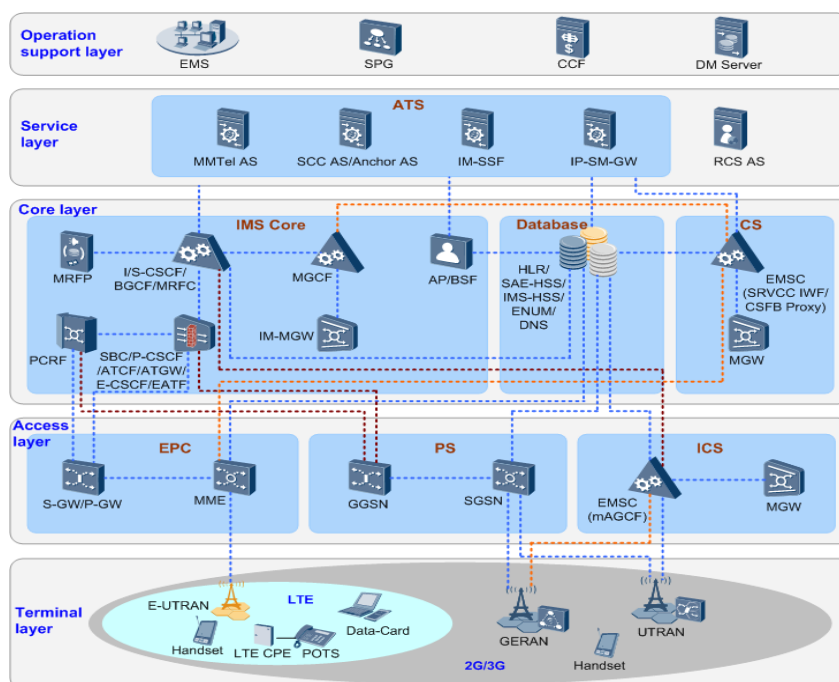 Operation
support layer
EMS
SPG
CCF
DM Server
Service
layer
ATS
MMTel AS
SCC AS/Anchor AS
IM-SSF
IP-SM-GW
RCS AS
Core layer
IMS Core
Database
CS
MRFP
I/S-CSCF/
BGCF/MRFC
MGCF
AP/BSF
HLR/
SAE-HSS/
IMS-HSS/
ENUM/
DNS
EMSC
(SRVCC IWF/
CSFB Proxy)
PCRF
SBC/P-CSCF
/ATCF/ATGW/
E-CSCF/EATF
IM-MGW
MGW
Access
layer
EPC
PS
ICS
S-GW/P-GW
MME
GGSN
SGSN
EMSC
(mAGCF)
MGW
Terminal
layer
E-UTRAN
LTE
Handset
LTE CPE
POTS
Data-Card
GERAN
UTRAN
2G/3G
Handset